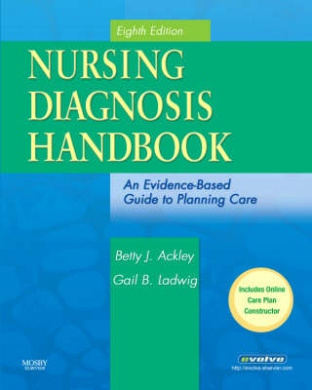 Eighth Edition
NURSING
DIAGNOSIS
HANDBOOK
An Evidence-Based
Guide to Planning Care
Betty J. Ackley
Gail B. Ladwig
Includes Online
Care Plan
Constructor
MOSBY
ELSEVIER
evolve
http://evolve.elsevier.com